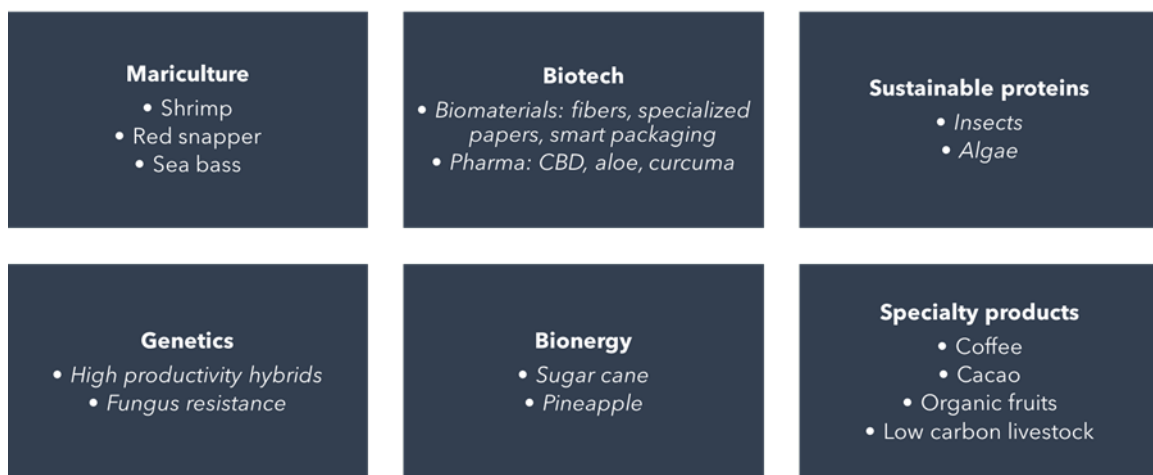 Mariculture
• Shrimp
• Red snapper
• Sea bass
Biotech
• Biomaterials: fibers, specialized
papers, smart packaging
• Pharma: CBD, aloe, curcuma
Sustainable proteins
• Insects
• Algae
Genetics
• High productivity hybrids
• Fungus resistance
Bionergy
• Sugar cane
• Pineapple
Specialty products
• Coffee
• Cacao
• Organic fruits
• Low carbon livestock